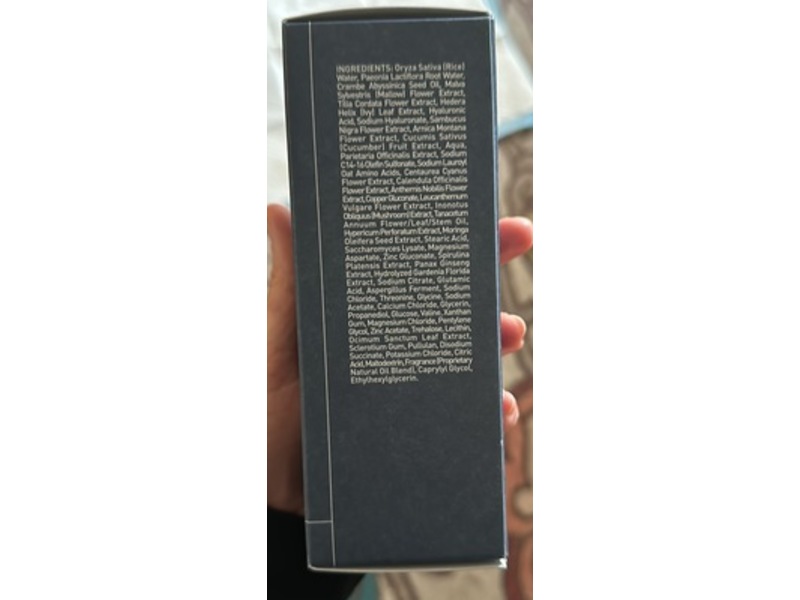 INGREDIENTS: Oryza Sativa (Rice)
Water, Paeonia Lactiflora Root Water,
Crambe Abyssinica Seed Oil, Malva
Sylvestris (Mallow) Flower Extract,
Tilia Cordata Flower Extract, Hedera
Helix (Ivy) Leaf Extract, Hyaluronic
Acid, Sodium Hyaluronate, Sambucus
Nigra Flower Extract, Arnica Montana
Flower Extract, Cucumis Sativus
(Cucumber) Fruit Extract, Aqua,
Parietaria Officinalis Extract, Sodium
C14-16 Olefin Sulfonate, Sodium Lauroyl
Oat Amino Acids, Centaurea Cyanus
Flower Extract, Calendula Officinalis
Flower Extract, Anthemis Nobilis Flower
Extract, Copper Gluconate, Leucanthemum
Vulgare Flower Extract, Inonotus
Obliquus (Mushroom) Extract, Tanacetum
Annuum Flower/Leaf/Stem Oil,
Hypericum Perforatum Extract, Moringa
Oleifera Seed Extract, Stearic Acid,
Saccharomyces Lysate, Magnesium
Aspartate, Zinc Gluconate, Spirulina
Platensis Extract, Panax Ginseng
Extract, Hydrolyzed Gardenia Florida
Extract, Sodium Citrate, Glutamic
Acid, Aspergillus Ferment, Sodium
Chloride, Threonine, Glycine, Sodium
Acetate, Calcium Chloride, Glycerin,
Propanediol, Glucose, Valine, Xanthan
Gum, Magnesium Chloride, Pentylene
Glycol, Zinc Acetate, Trehalose, Lecithin,
Ocimum Sanctum Leaf Extract,
Sclerotium Gum, Pullulan, Disodium
Succinate, Potassium Chloride, Citric
Acid, Maltodextrin, Fragrance (Proprietary
Natural Oil Blend), Caprylyl Glycol,
Ethylhexylglycerin.